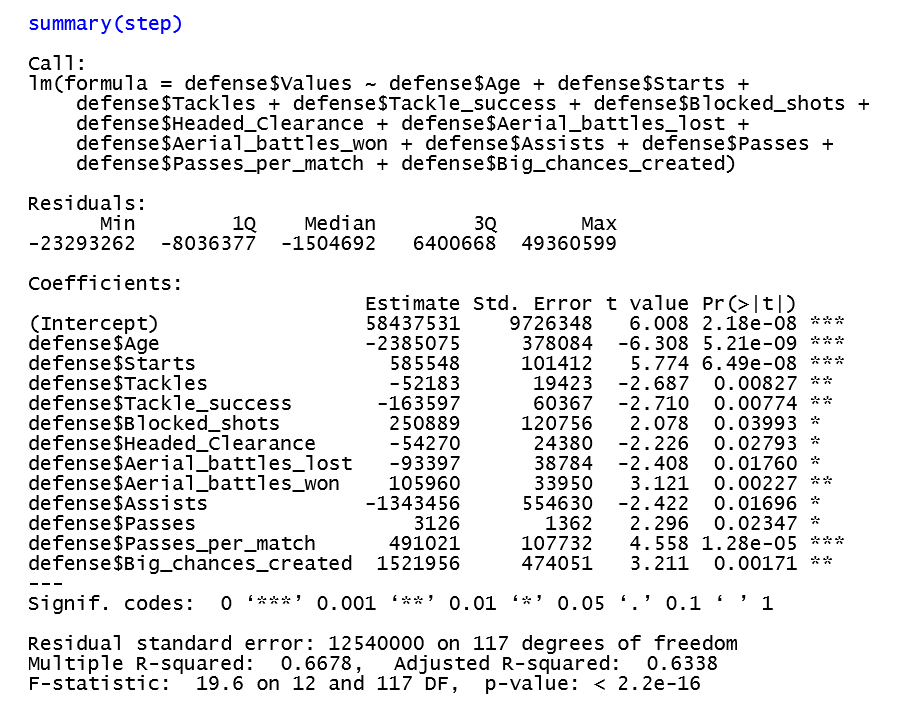 summary(step)
Call:
lm(formula = defense$Values ~ defense$Age + defense$Starts +
    defense$Tackles + defense$Tackle_success + defense$Blocked_shots +
    defense$Headed_Clearance + defense$Aerial_battles_lost +
    defense$Aerial_battles_won + defense$Assists + defense$Passes +
    defense$Passes_per_match + defense$Big_chances_created)
Residuals:
      Min        1Q    Median        3Q       Max
-23293262  -8036377  -1504692   6400668  49360599
Coefficients:
                            Estimate Std. Error t value Pr(>|t|)
(Intercept)                 58437531    9726348   6.008 2.18e-08 ***
defense$Age                 -2385075     378084  -6.308 5.21e-09 ***
defense$Starts                585548     101412   5.774 6.49e-08 ***
defense$Tackles               -52183      19423  -2.687  0.00827 **
defense$Tackle_success       -163597      60367  -2.710  0.00774 **
defense$Blocked_shots         250889     120756   2.078  0.03993 *
defense$Headed_Clearance      -54270      24380  -2.226  0.02793 *
defense$Aerial_battles_lost   -93397      38784  -2.408  0.01760 *
defense$Aerial_battles_won    105960      33950   3.121  0.00227 **
defense$Assists             -1343456     554630  -2.422  0.01696 *
defense$Passes                  3126       1362   2.296  0.02347 *
defense$Passes_per_match      491021     107732   4.558 1.28e-05 ***
defense$Big_chances_created  1521956     474051   3.211  0.00171 **
---
Signif. codes:  0 ‘***’ 0.001 ‘**’ 0.01 ‘*’ 0.05 ‘.’ 0.1 ‘ ’ 1
Residual standard error: 12540000 on 117 degrees of freedom
Multiple R-squared:  0.6678,  Adjusted R-squared:  0.6338
F-statistic:  19.6 on 12 and 117 DF,  p-value: < 2.2e-16